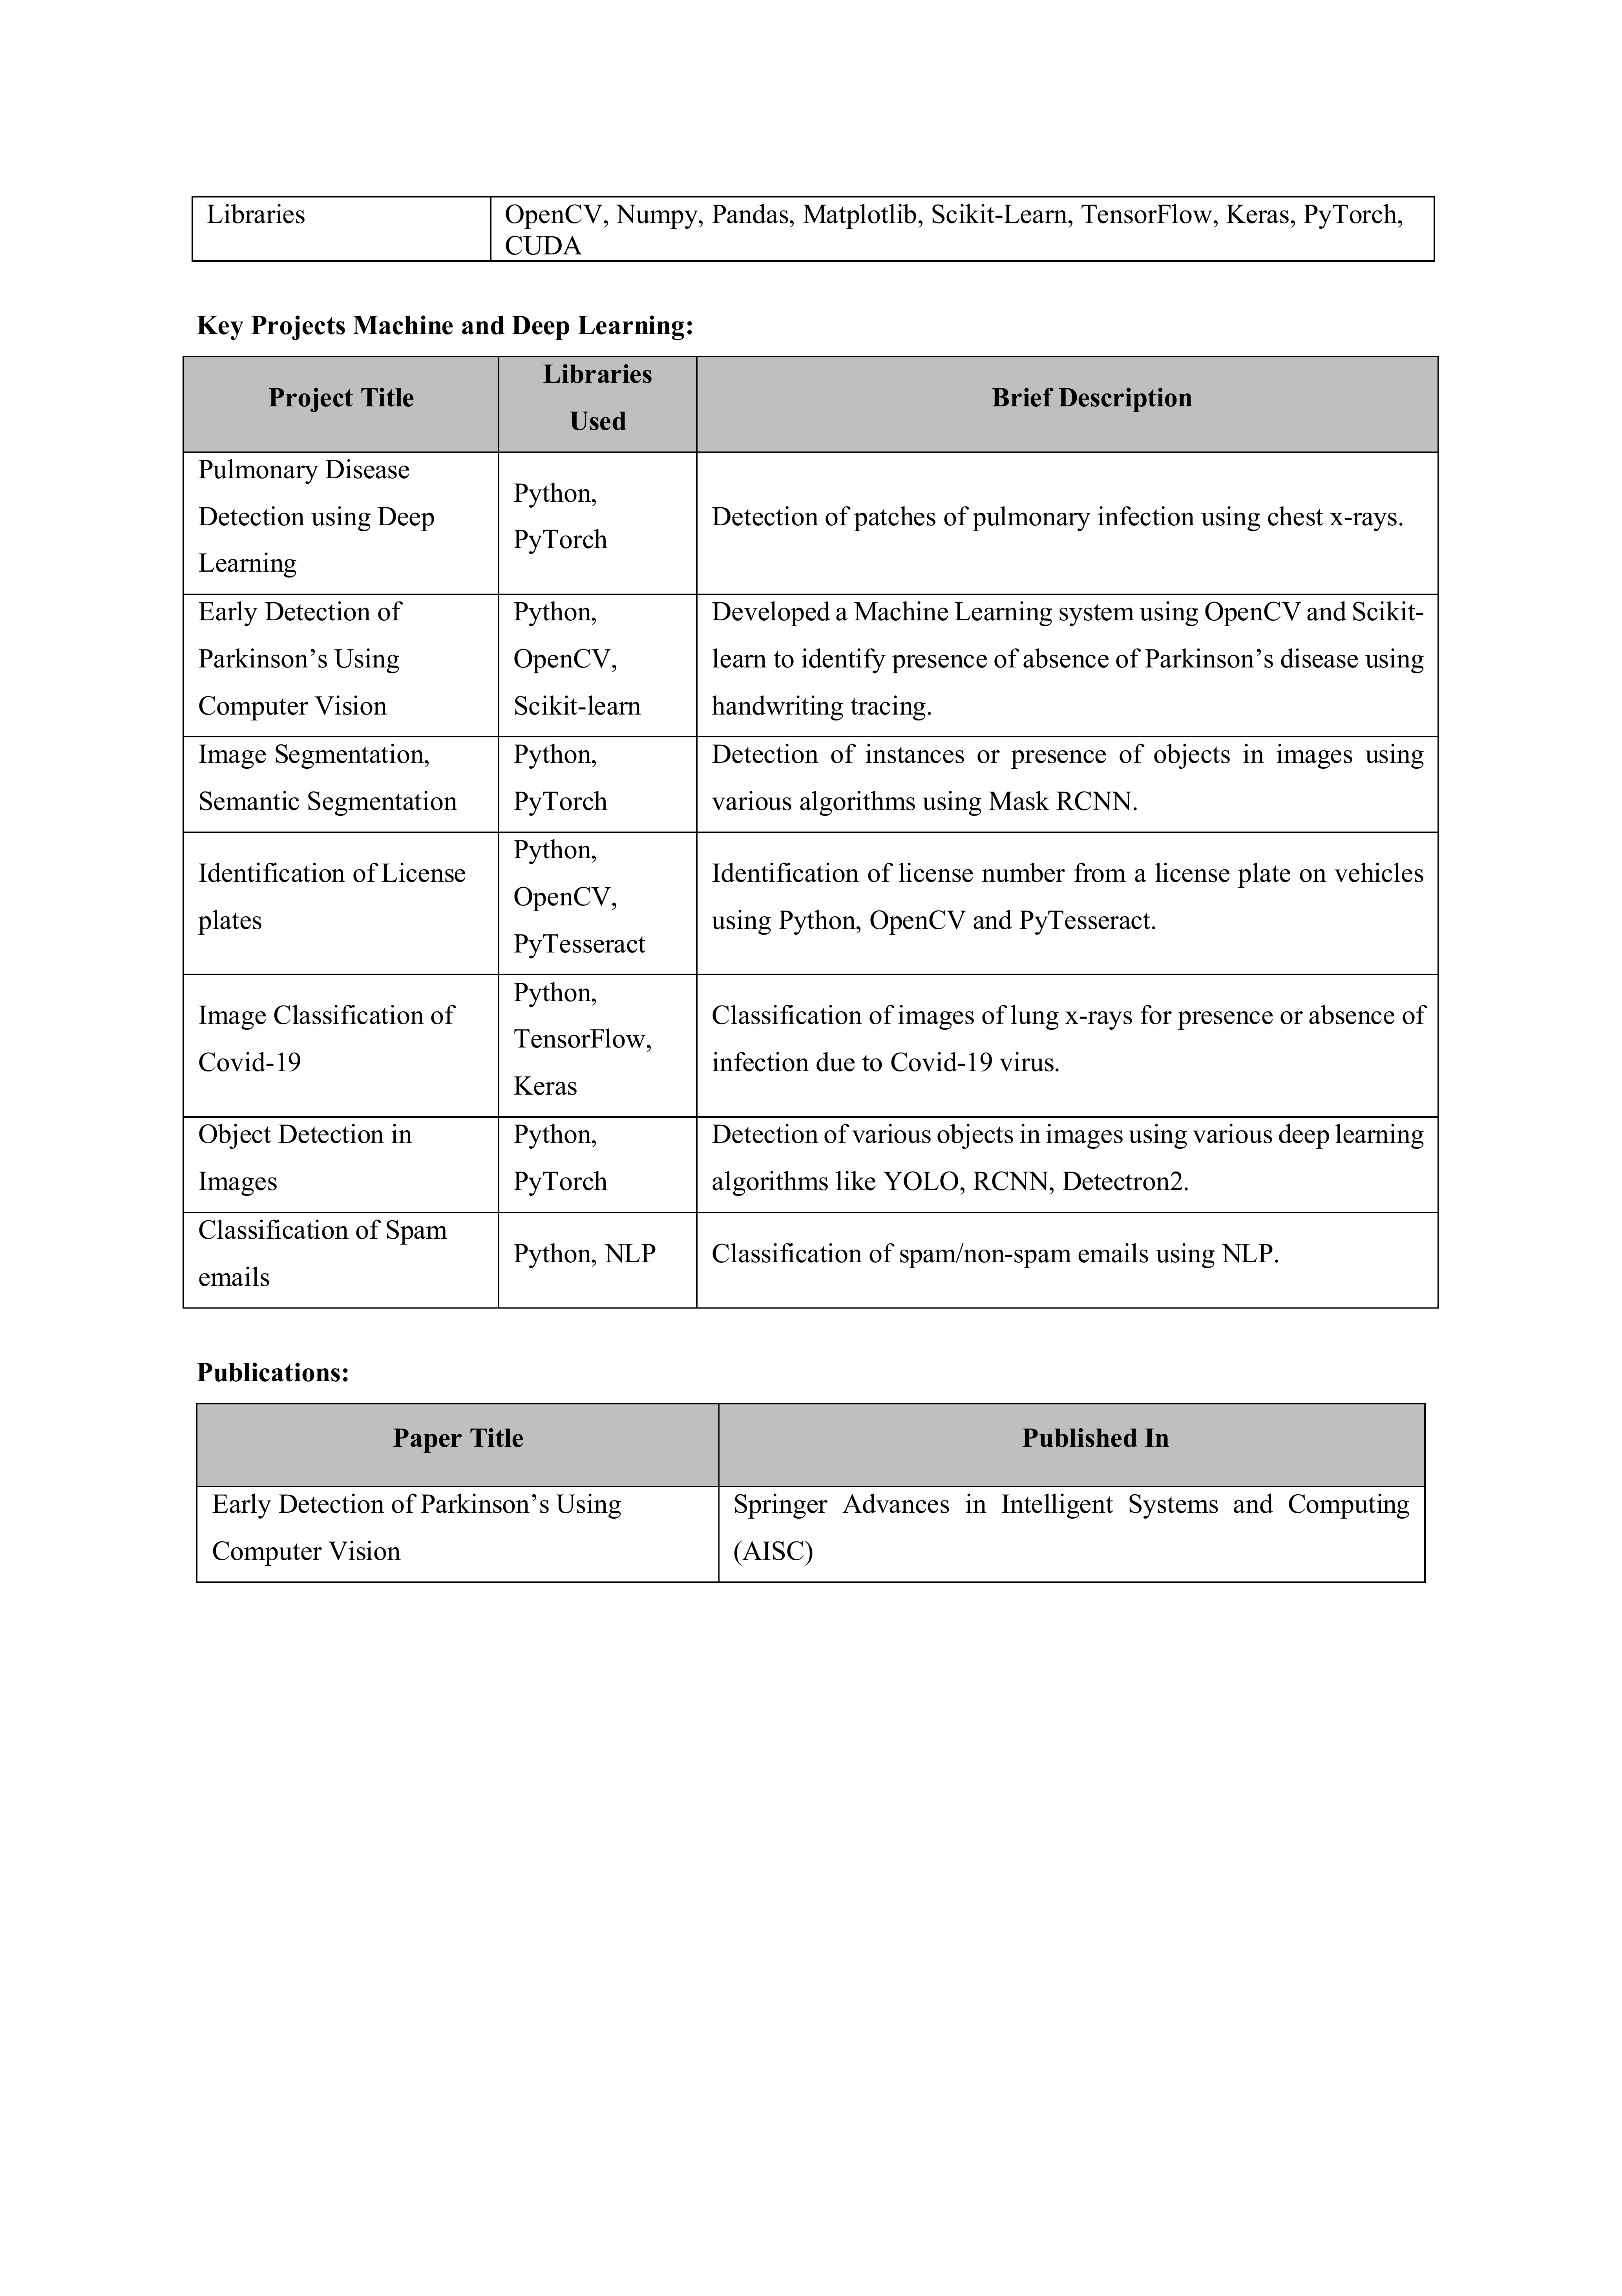 Libraries
OpenCV, Numpy, Pandas, Matplotlib, Scikit-Learn, TensorFlow, Keras, PyTorch,
CUDA
Key Projects Machine and Deep Learning:
Project Title
Libraries
Used
Brief Description
Pulmonary Disease
Detection using Deep
Learning
Python,
PyTorch
Detection of patches of pulmonary infection using chest x-rays.
Early Detection of
Parkinson’s Using
Computer Vision
Python,
OpenCV,
Scikit-learn
Developed a Machine Learning system using OpenCV and Scikit-
learn to identify presence of absence of Parkinson’s disease using
handwriting tracing.
Image Segmentation,
Semantic Segmentation
Python,
PyTorch
Detection of instances or presence of objects in images using
various algorithms using Mask RCNN.
Identification of License
plates
Python,
OpenCV,
PyTesseract
Identification of license number from a license plate on vehicles
using Python, OpenCV and PyTesseract.
Image Classification of
Covid-19
Python,
TensorFlow,
Keras
Classification of images of lung x-rays for presence or absence of
infection due to Covid-19 virus.
Object Detection in
Images
Python,
PyTorch
Detection of various objects in images using various deep learning
algorithms like YOLO, RCNN, Detectron2.
Classification of Spam
emails
Python, NLP
Classification of spam/non-spam emails using NLP.
Publications:
Paper Title
Published In
Early Detection of Parkinson’s Using
Computer Vision
Springer Advances in Intelligent Systems and Computing
(AISC)